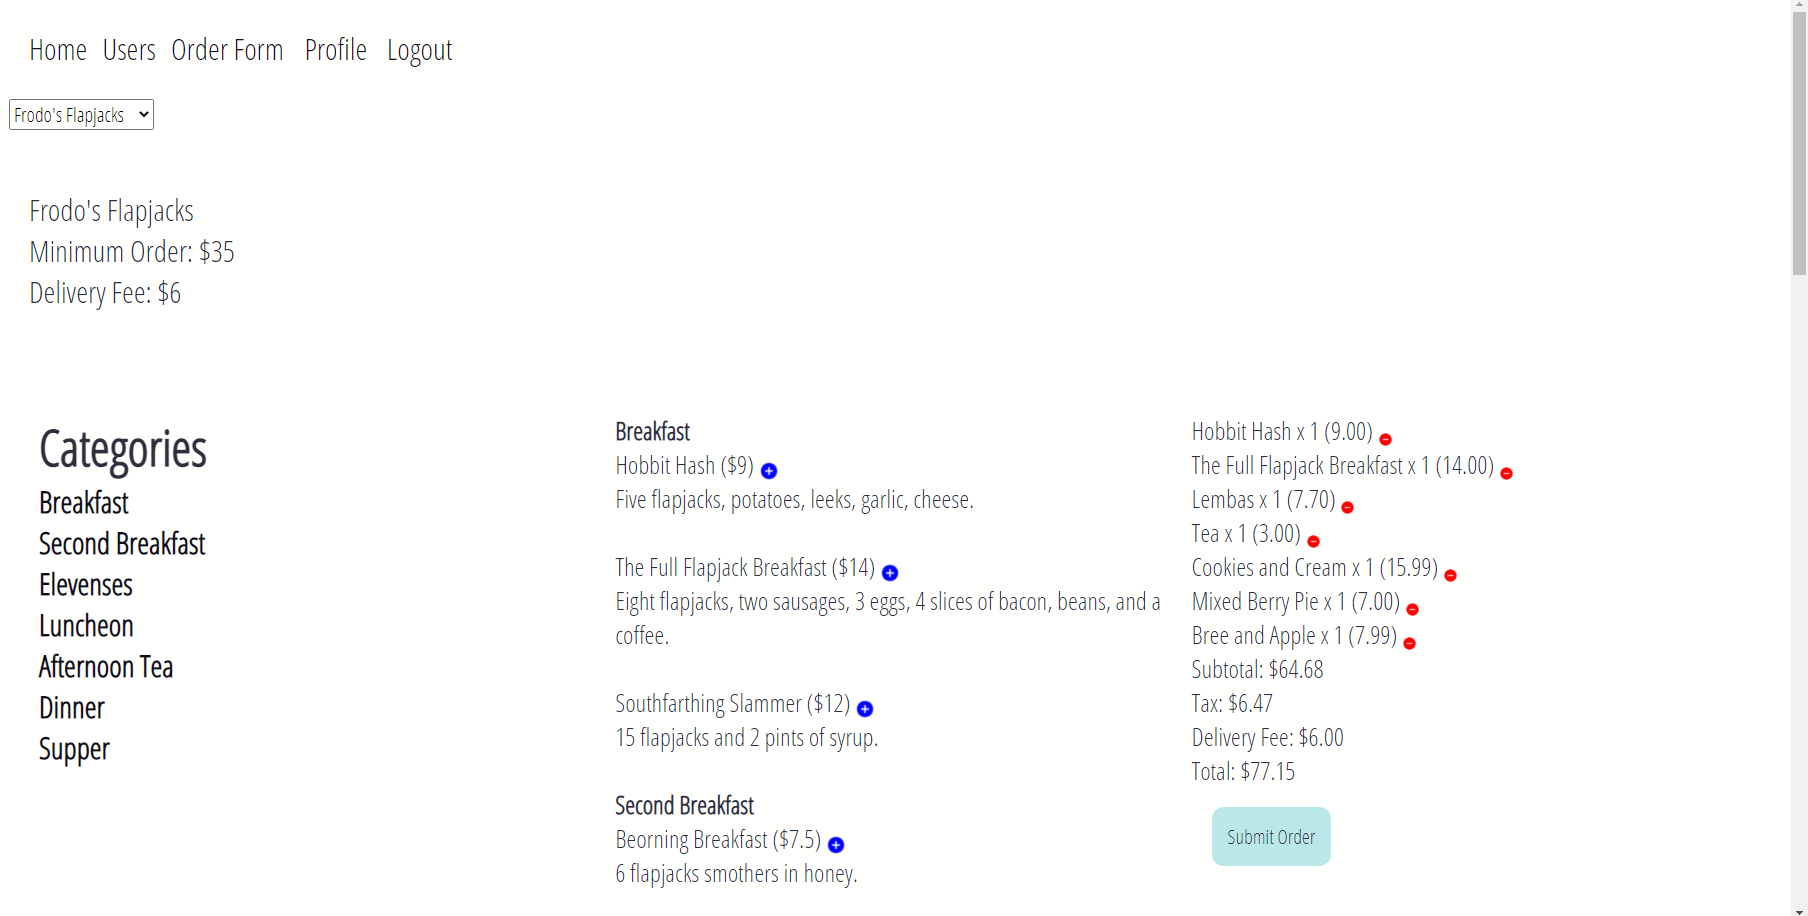 Home Users Order Form Profile Logout
Frodo's Flapjacks
Frodo's Flapjacks
Minimum Order: $35
Delivery Fee: $6
Categories
Breakfast
Second Breakfast
Elevenses
Luncheon
Afternoon Tea
Dinner
Supper
Breakfast
Hobbit Hash ($9)
Five flapjacks, potatoes, leeks, garlic, cheese.
The Full Flapjack Breakfast ($14)
Eight flapjacks, two sausages, 3 eggs, 4 slices of bacon, beans, and a
coffee.
Southfarthing Slammer ($12)
15 flapjacks and 2 pints of syrup.
Second Breakfast
Beorning Breakfast ($7.5)
6 flapjacks smothers in honey.
Hobbit Hash x 1 (9.00)
The Full Flapjack Breakfast x 1 (14.00)
Lembas x 1 (7.70)
Tea x 1 (3.00)
Cookies and Cream x 1 (15.99)
Mixed Berry Pie x 1 (7.00)
Bree and Apple x 1 (7.99)
Subtotal: $64.68
Tax: $6.47
Delivery Fee: $6.00
Total: $77.15
Submit Order